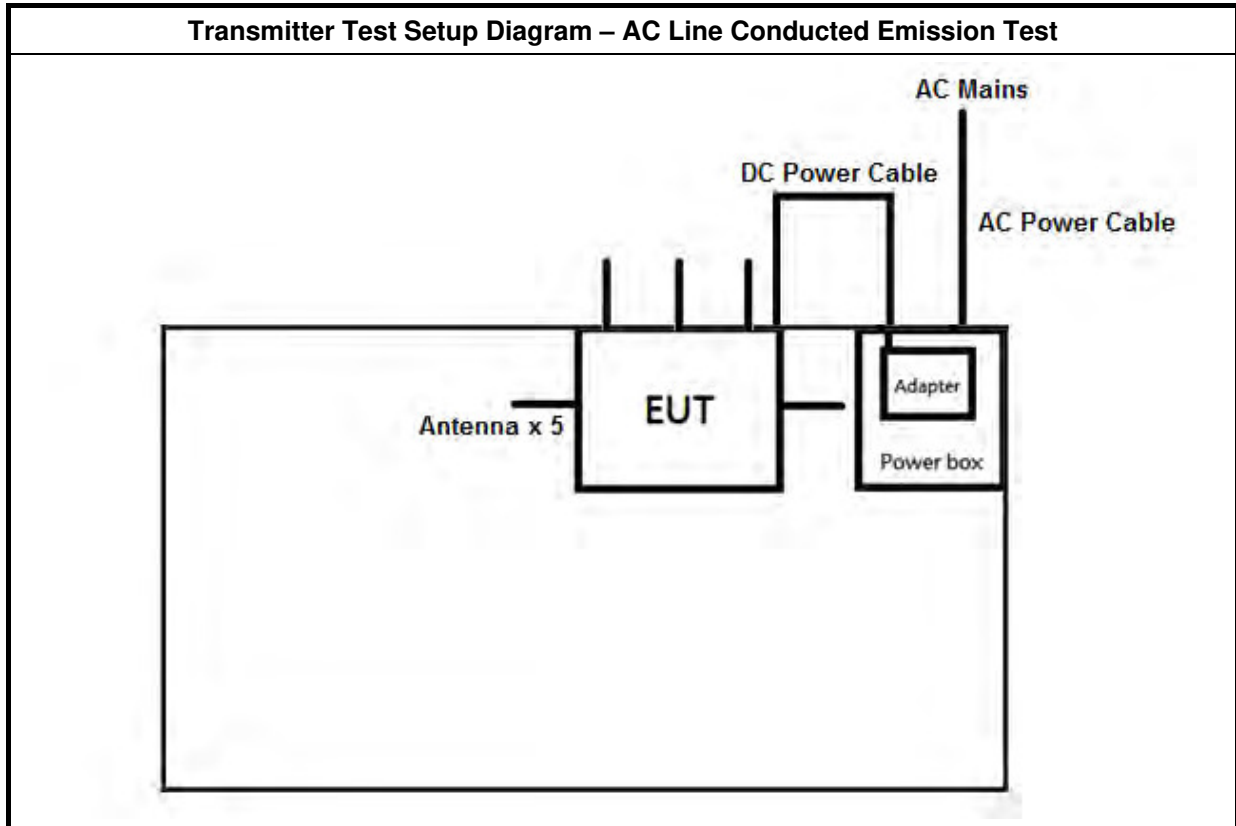 Transmitter Test Setup Diagram – AC Line Conducted Emission Test
AC Mains
DC Power Cable
AC Power Cable
Adapter
EUT
Antenna x 5
Power box